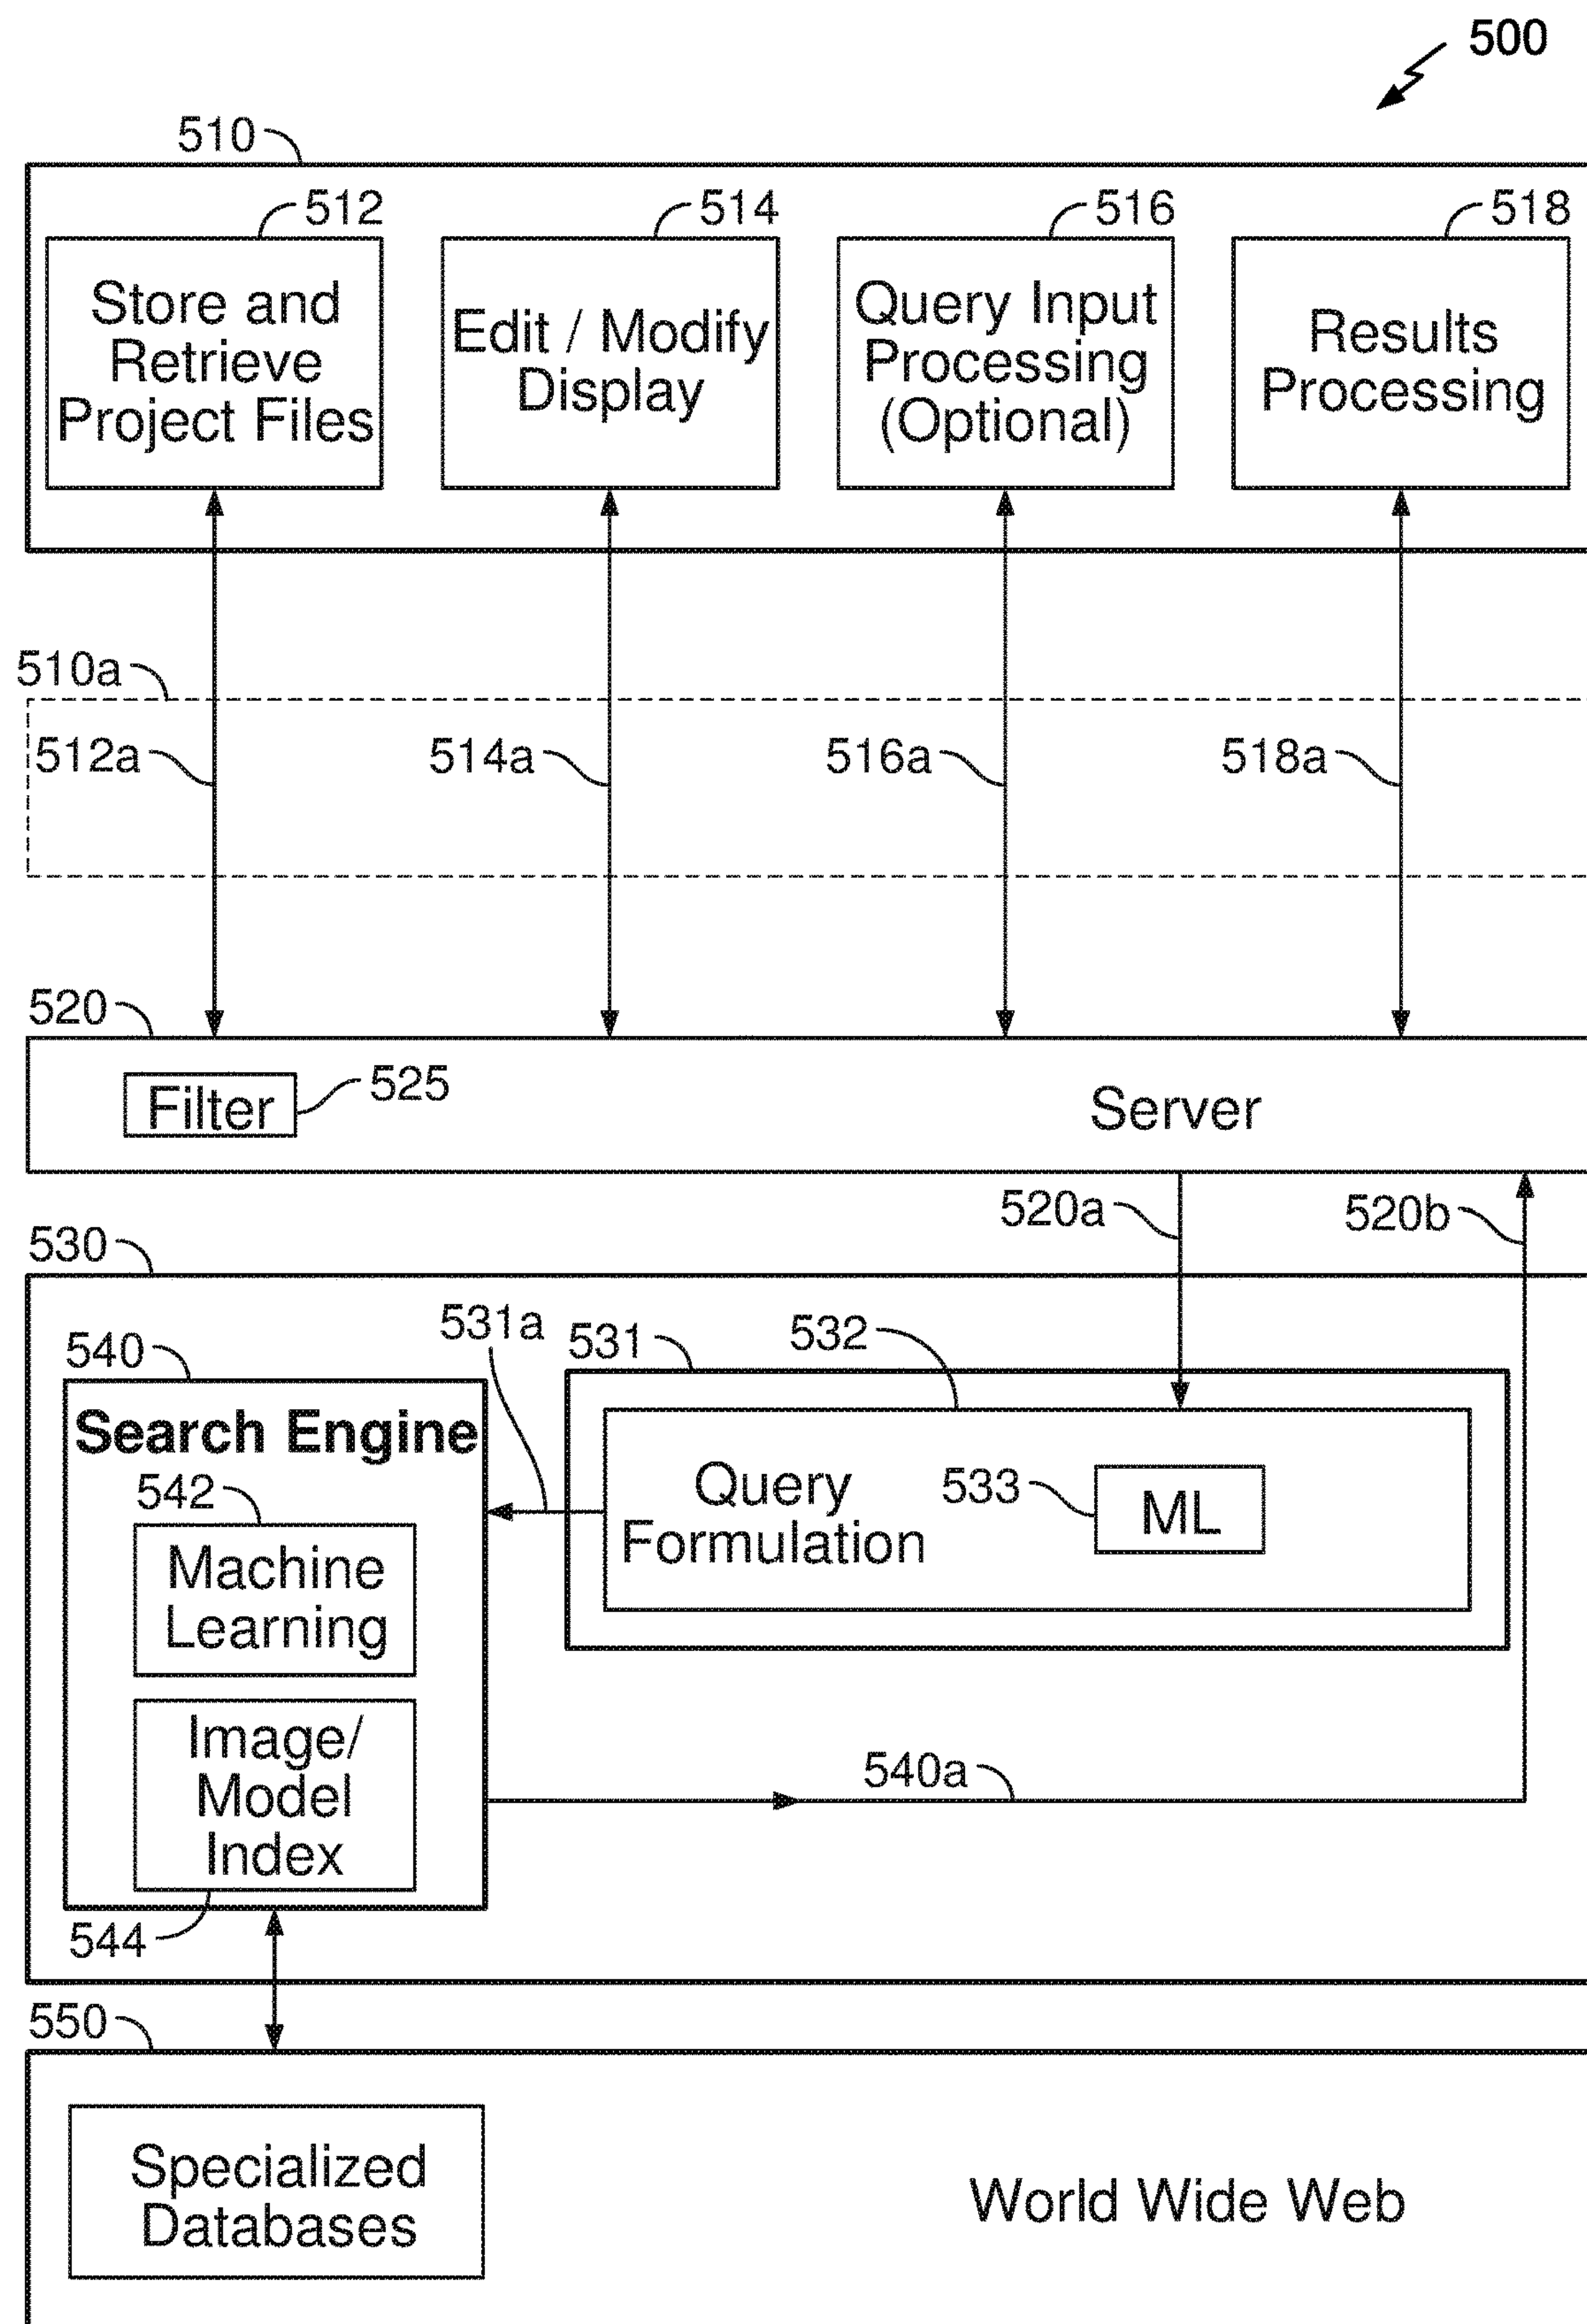 500
510
512
514
516
518
Store and
Retrieve
Project Files
Edit / Modify
Display
Query Input
Processing
(Optional)
Results
Processing
510a
512a
514a
516a
518a
520
Filter
525
Server
520a
520b
530
531a
531
532
540
Search Engine
542
Machine
Learning
Query
Formulation
533
ML
Image/
Model
Index
540a
544
550
Specialized
Databases
World Wide Web